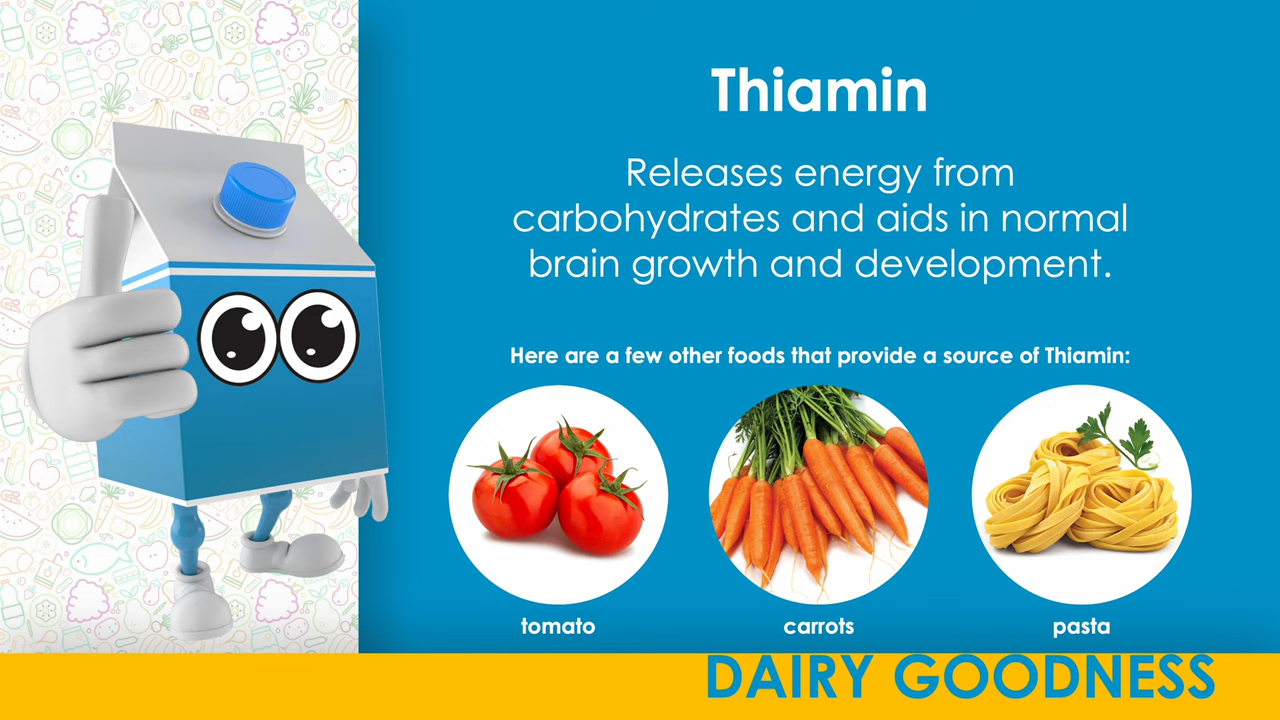 Thiamin
Releases energy from
carbohydrates and aids in normal
brain growth and development.
Here are a few other foods that provide a source of Thiamin:
tomato
carrots
pasta
DAIRY GOODNESS